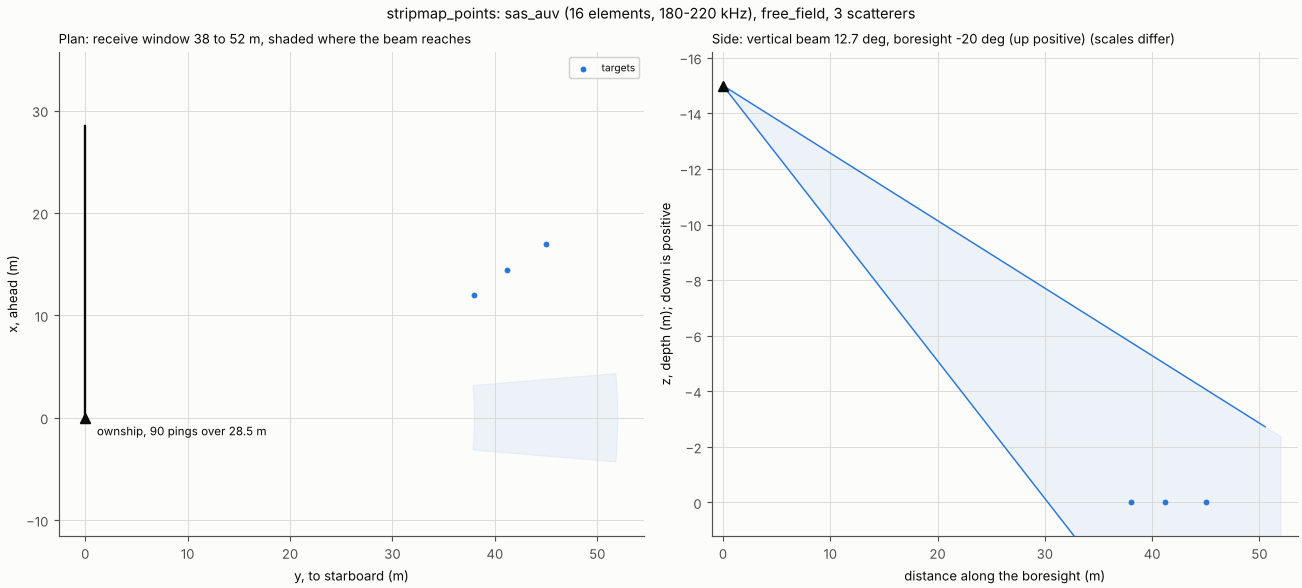 stripmap_points: sas_auv (16 elements, 180-220 kHz), free_field, 3 scatterers
Plan: receive window 38 to 52 m, shaded where the beam reaches
targets
30
20
10
0
−10
x, ahead (m)
ownship, 90 pings over 28.5 m
0
10
20
30
40
50
y, to starboard (m)
Side: vertical beam 12.7 deg, boresight -20 deg (up positive) (scales differ)
−16
−14
−12
−10
−8
−6
−4
−2
0
z, depth (m); down is positive
0
10
20
30
40
50
distance along the boresight (m)